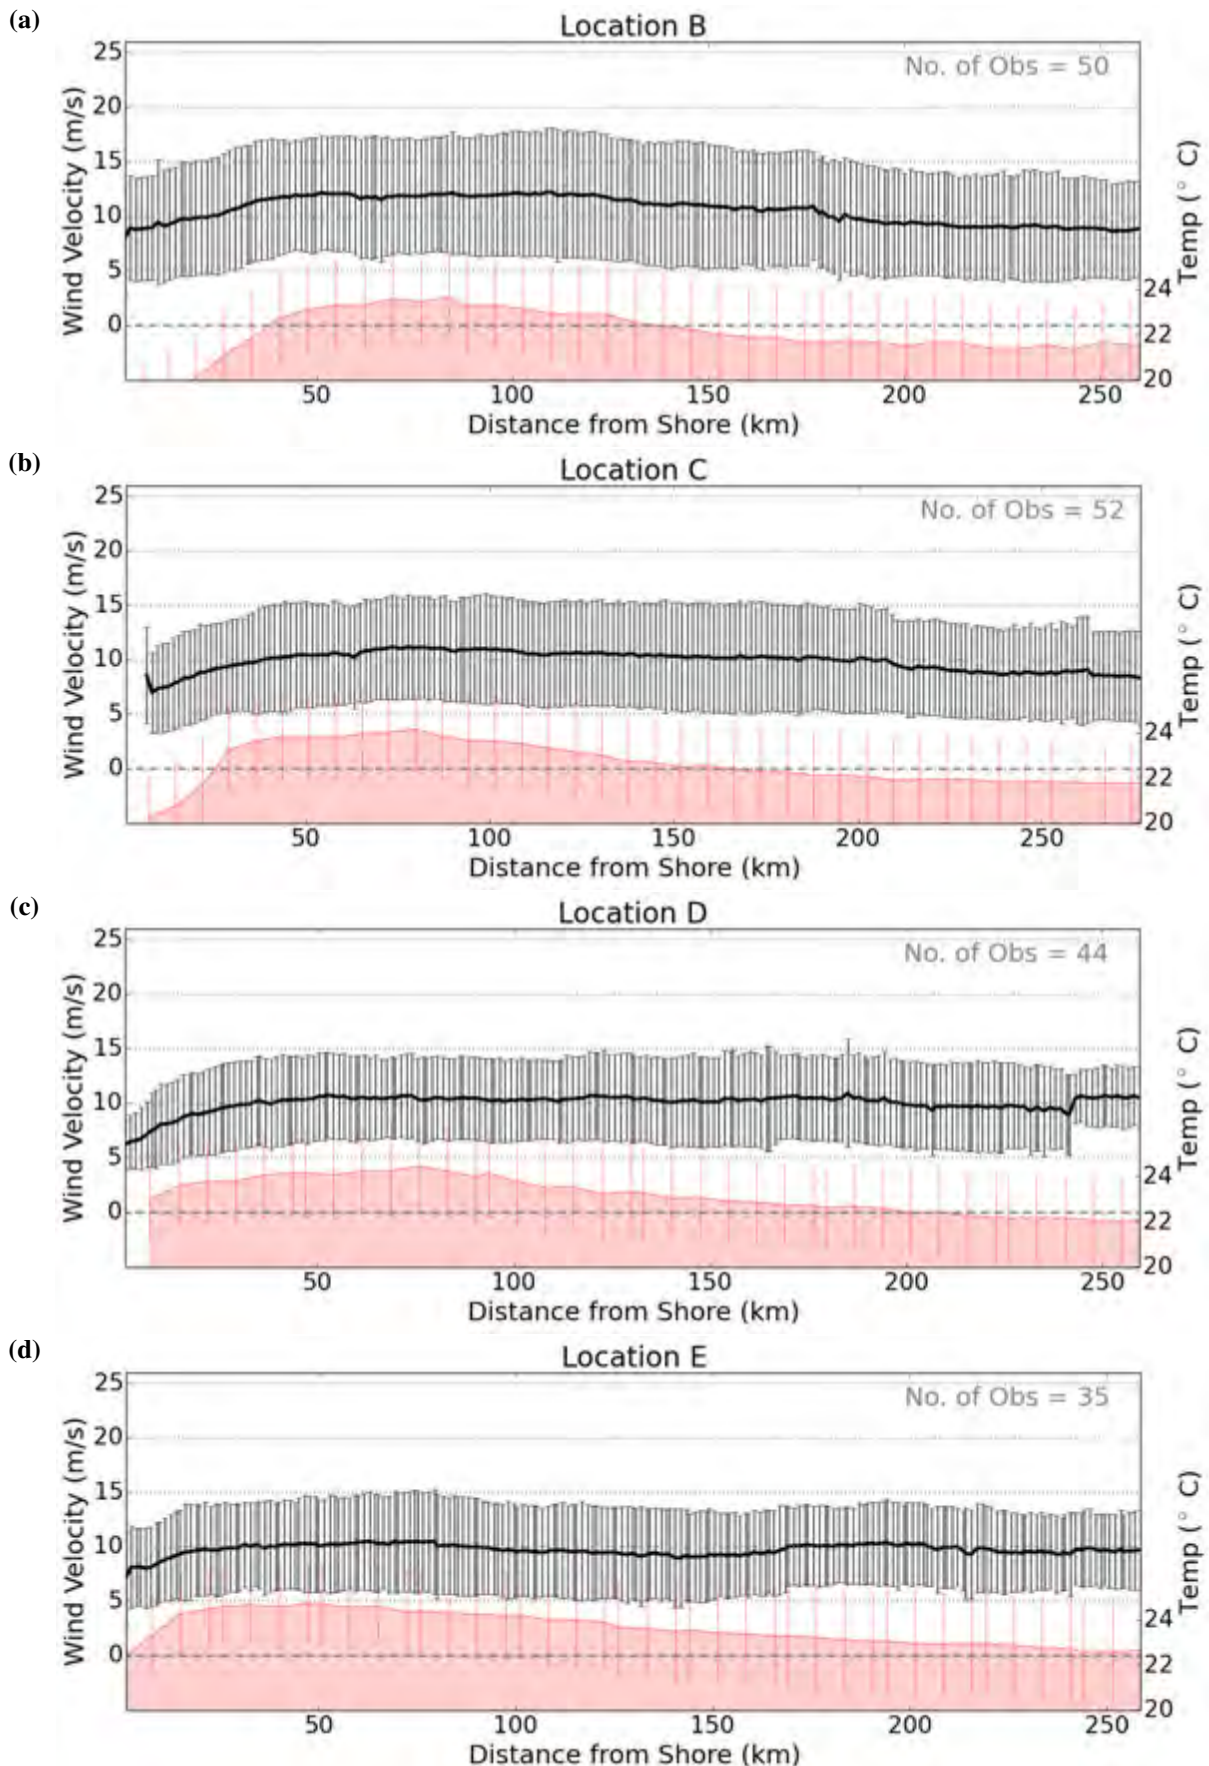 (a)
Location B
No. of Obs = 50
Wind Velocity (m/s)
25
20
15
10
5
0
Temp (° C)
24
22
20
50 100 150 200 250
Distance from Shore (km)
(b)
Location C
No. of Obs = 52
Wind Velocity (m/s)
25
20
15
10
5
0
Temp (° C)
24
22
20
50 100 150 200 250
Distance from Shore (km)
(c)
Location D
No. of Obs = 44
Wind Velocity (m/s)
25
20
15
10
5
0
Temp (° C)
24
22
20
50 100 150 200 250
Distance from Shore (km)
(d)
Location E
No. of Obs = 35
Wind Velocity (m/s)
25
20
15
10
5
0
Temp (° C)
24
22
20
50 100 150 200 250
Distance from Shore (km)